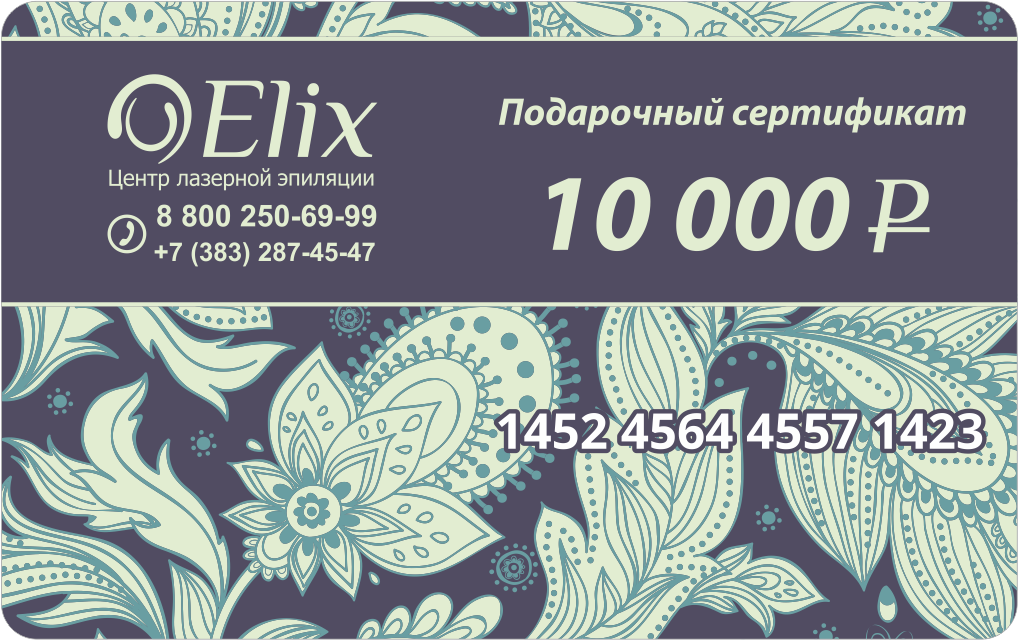 Elix
Центр лазерной эпиляции
8 800 250-69-99
+7 (383) 287-45-47
Подарочный сертификат
10 000 ₽
1452 4564 4557 1423